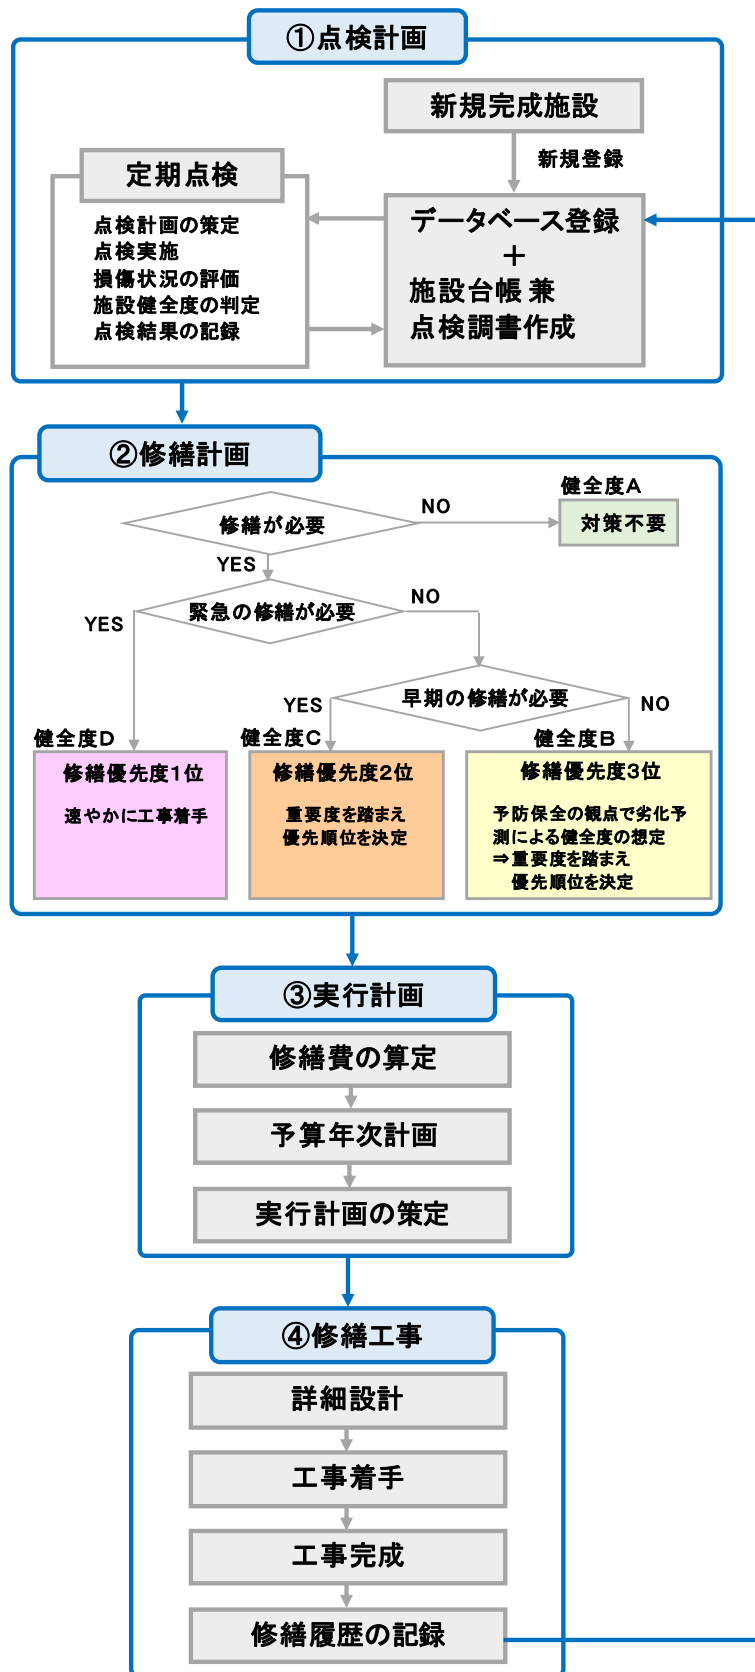 ①点検計画
新規完成施設
新規登録
定期点検
点検計画の策定
点検実施
損傷状況の評価
施設健全度の判定
点検結果の記録
データベース登録
＋
施設台帳 兼
点検調書作成
②修繕計画
修繕が必要
NO
健全度A
対策不要
YES
緊急の修繕が必要
NO
YES
早期の修繕が必要
YES
NO
健全度D
修繕優先度1位
速やかに工事着手
健全度C
修繕優先度2位
重要度を踏まえ
優先順位を決定
健全度B
修繕優先度3位
予防保全の観点で劣化予
測による健全度の想定
⇒重要度を踏まえ
優先順位を決定
③実行計画
修繕費の算定
予算年次計画
実行計画の策定
④修繕工事
詳細設計
工事着手
工事完成
修繕履歴の記録